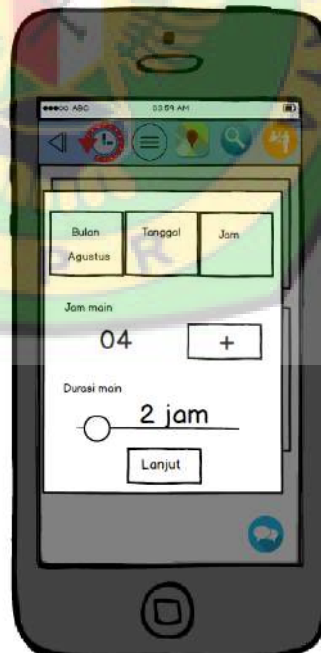 ABC 03:59 AM
Bulan Tanggal Jam
Agustus
Jam main
04 +
Durasi main
2 jam
Lanjut